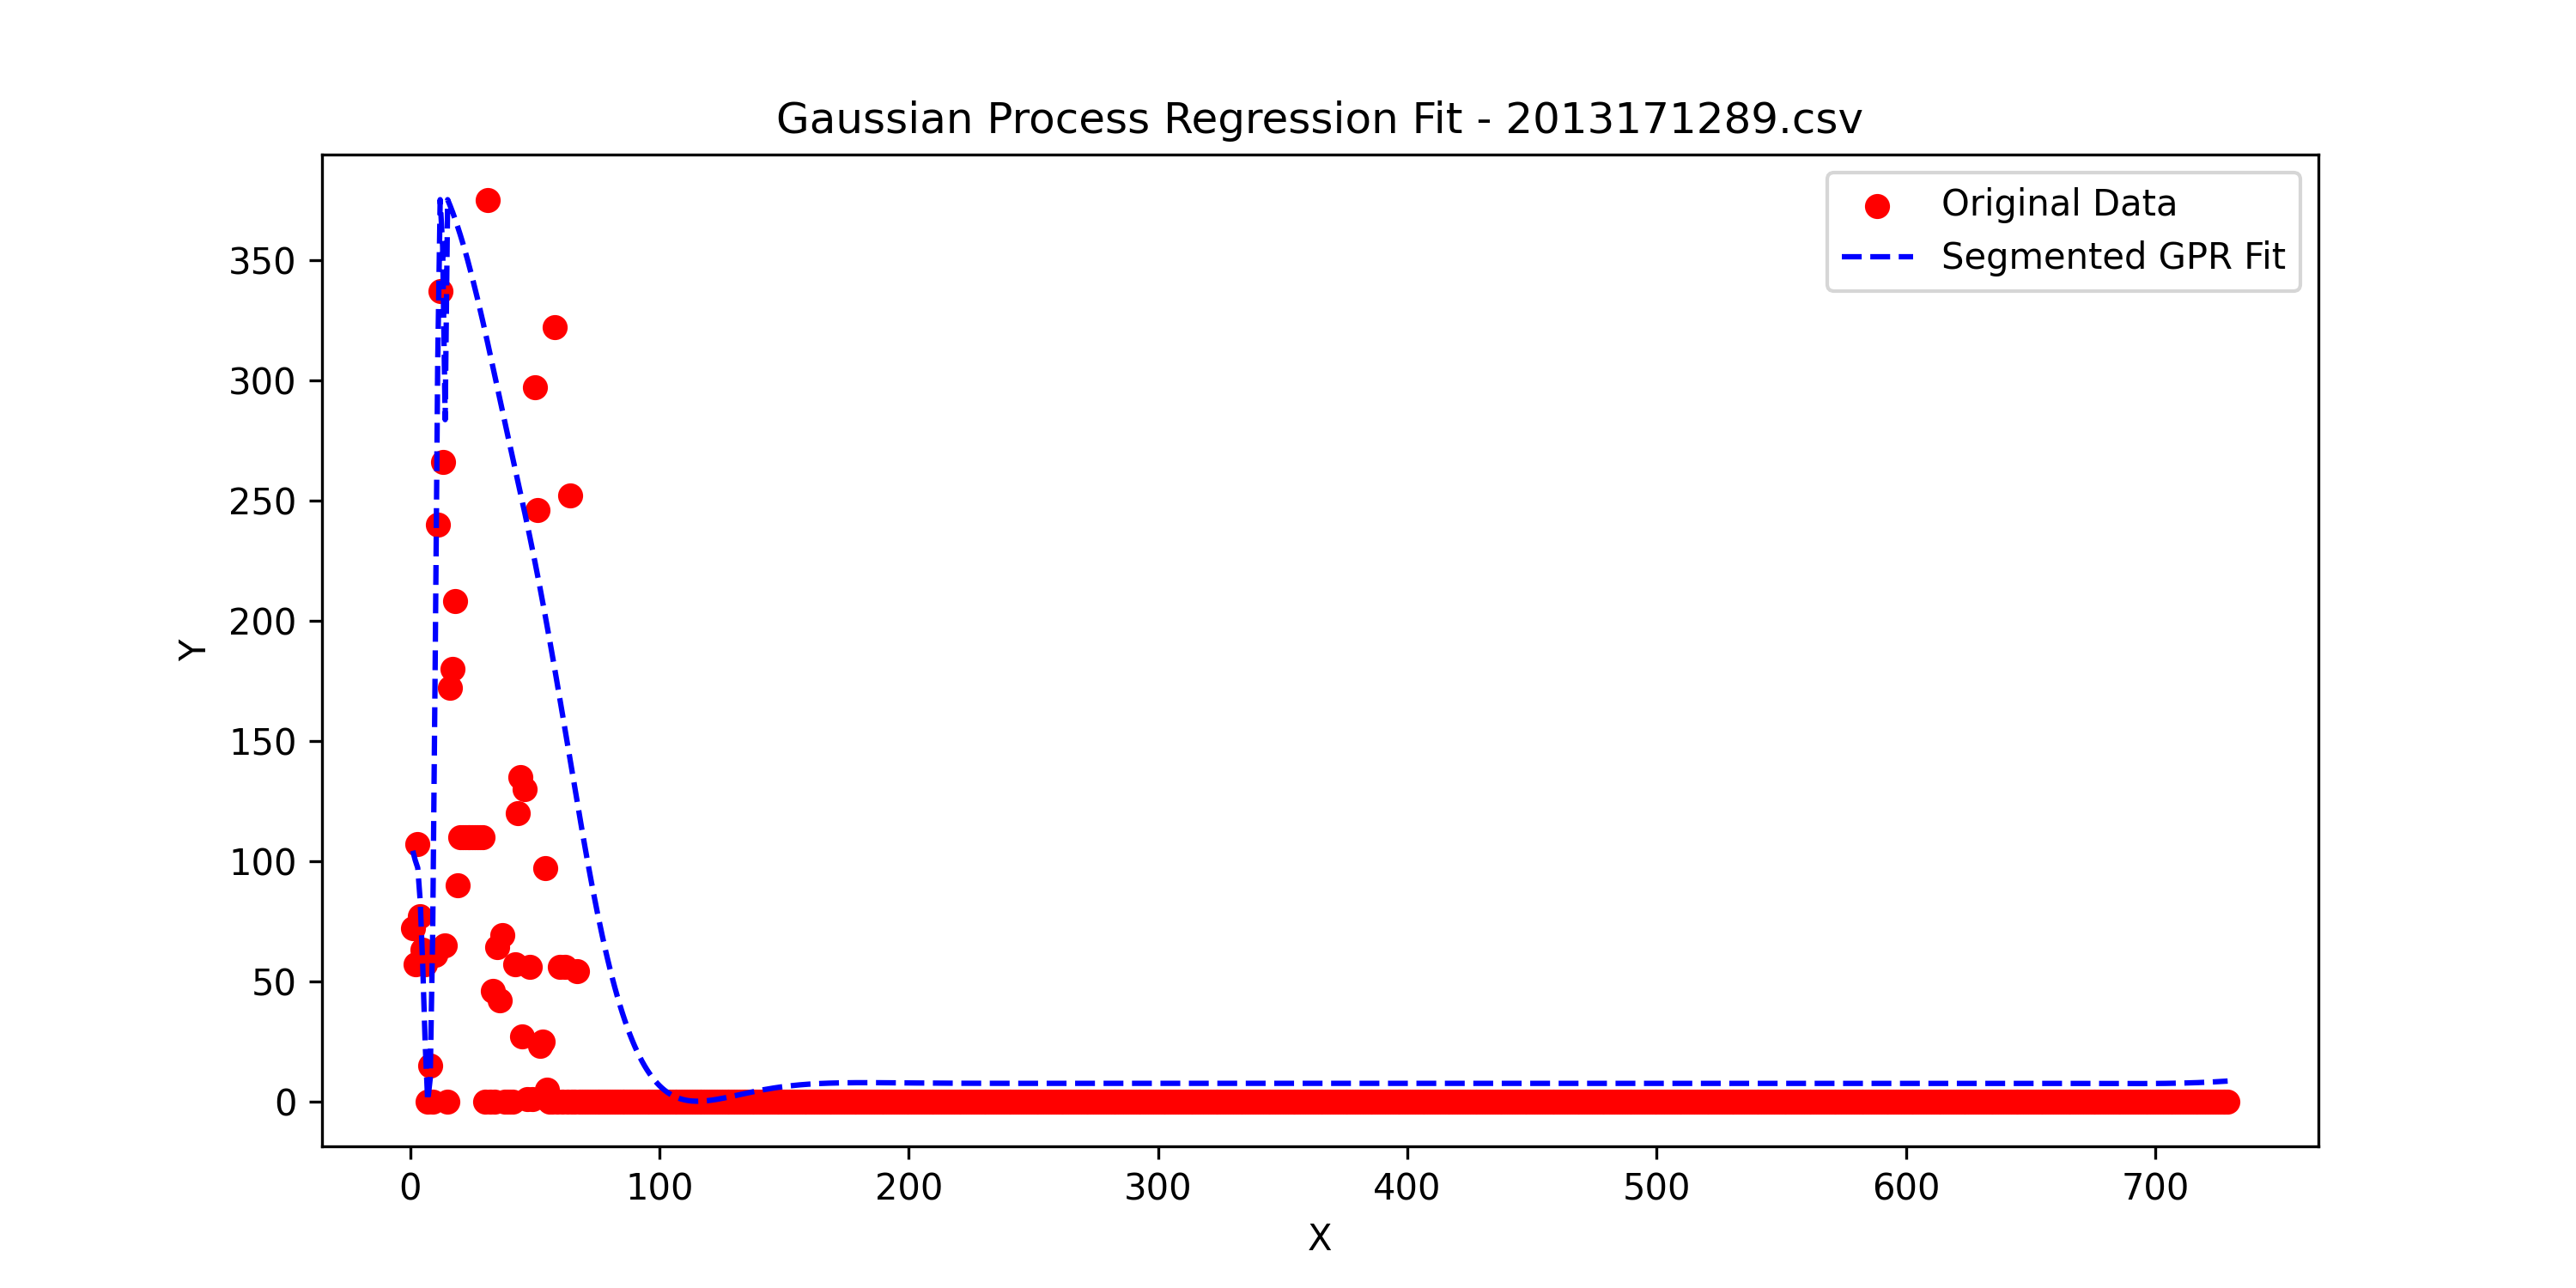 Gaussian Process Regression Fit - 2013171289.csv
Original Data
Segmented GPR Fit
350
300
250
200
150
100
50
0
Y
0 100 200 300 400 500 600 700
X